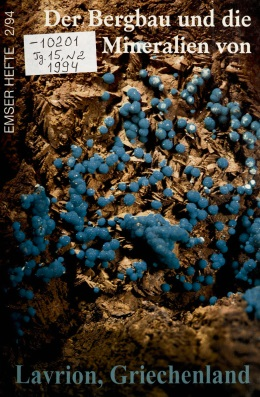 Der Bergbau und die
Mineralien von
-10201
Jg. 15, N2
1994
EMSER HEFTE 2/94
Lavrion, Griechenland